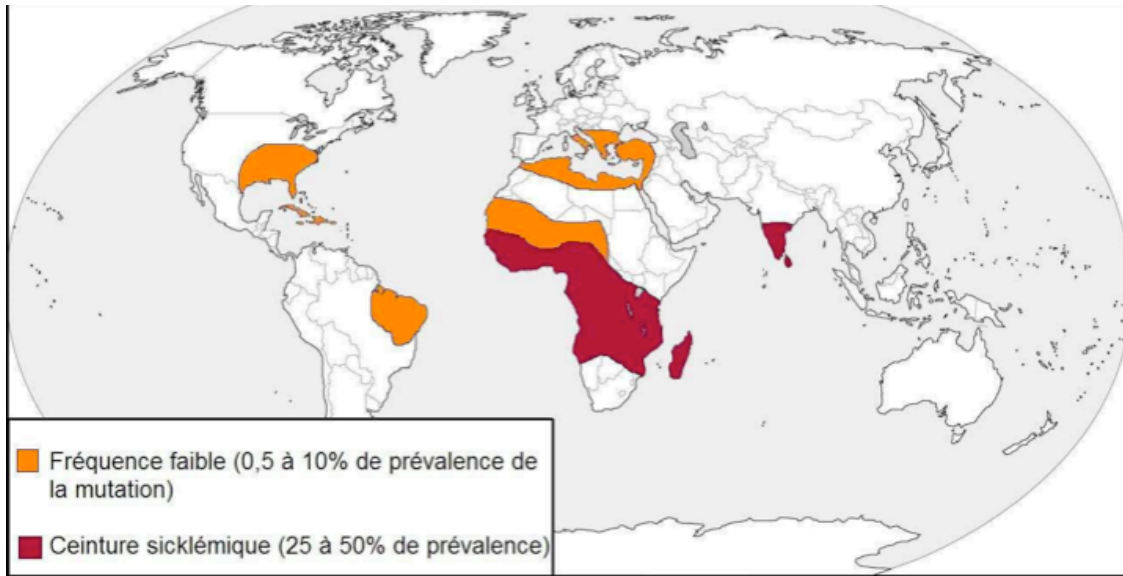 Fréquence faible (0,5 à 10% de prévalence de
la mutation)
Ceinture sicklémique (25 à 50% de prévalence)